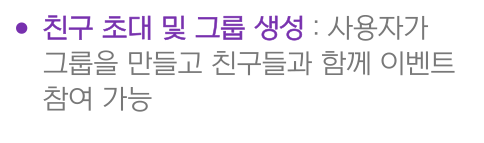 • 친구 초대 및 그룹 생성 : 사용자가
그룹을 만들고 친구들과 함께 이벤트
참여 가능